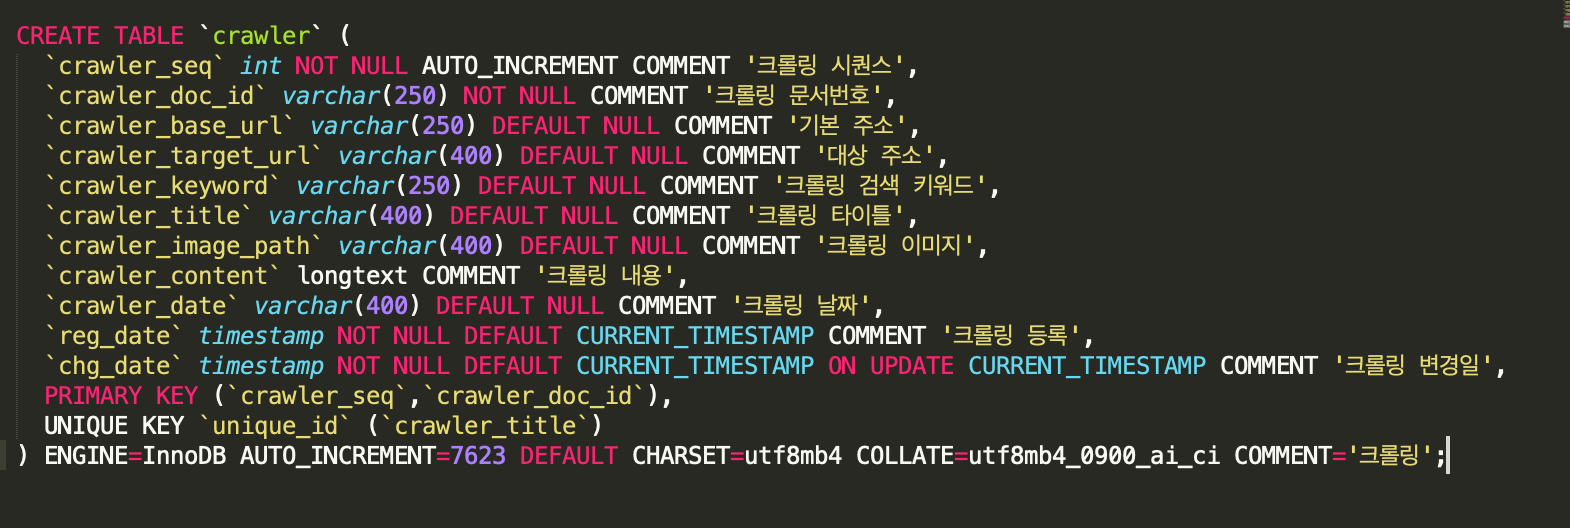 CREATE TABLE `crawler` (
  `crawler_seq` int NOT NULL AUTO_INCREMENT COMMENT '크롤링 시퀀스',
  `crawler_doc_id` varchar(250) NOT NULL COMMENT '크롤링 문서번호',
  `crawler_base_url` varchar(250) DEFAULT NULL COMMENT '기본 주소',
  `crawler_target_url` varchar(400) DEFAULT NULL COMMENT '대상 주소',
  `crawler_keyword` varchar(250) DEFAULT NULL COMMENT '크롤링 검색 키워드',
  `crawler_title` varchar(400) DEFAULT NULL COMMENT '크롤링 타이틀',
  `crawler_image_path` varchar(400) DEFAULT NULL COMMENT '크롤링 이미지',
  `crawler_content` longtext COMMENT '크롤링 내용',
  `crawler_date` varchar(400) DEFAULT NULL COMMENT '크롤링 날짜',
  `reg_date` timestamp NOT NULL DEFAULT CURRENT_TIMESTAMP COMMENT '크롤링 등록',
  `chg_date` timestamp NOT NULL DEFAULT CURRENT_TIMESTAMP ON UPDATE CURRENT_TIMESTAMP COMMENT '크롤링 변경일',
  PRIMARY KEY (`crawler_seq`,`crawler_doc_id`),
  UNIQUE KEY `unique_id` (`crawler_title`)
) ENGINE=InnoDB AUTO_INCREMENT=7623 DEFAULT CHARSET=utf8mb4 COLLATE=utf8mb4_0900_ai_ci COMMENT='크롤링';